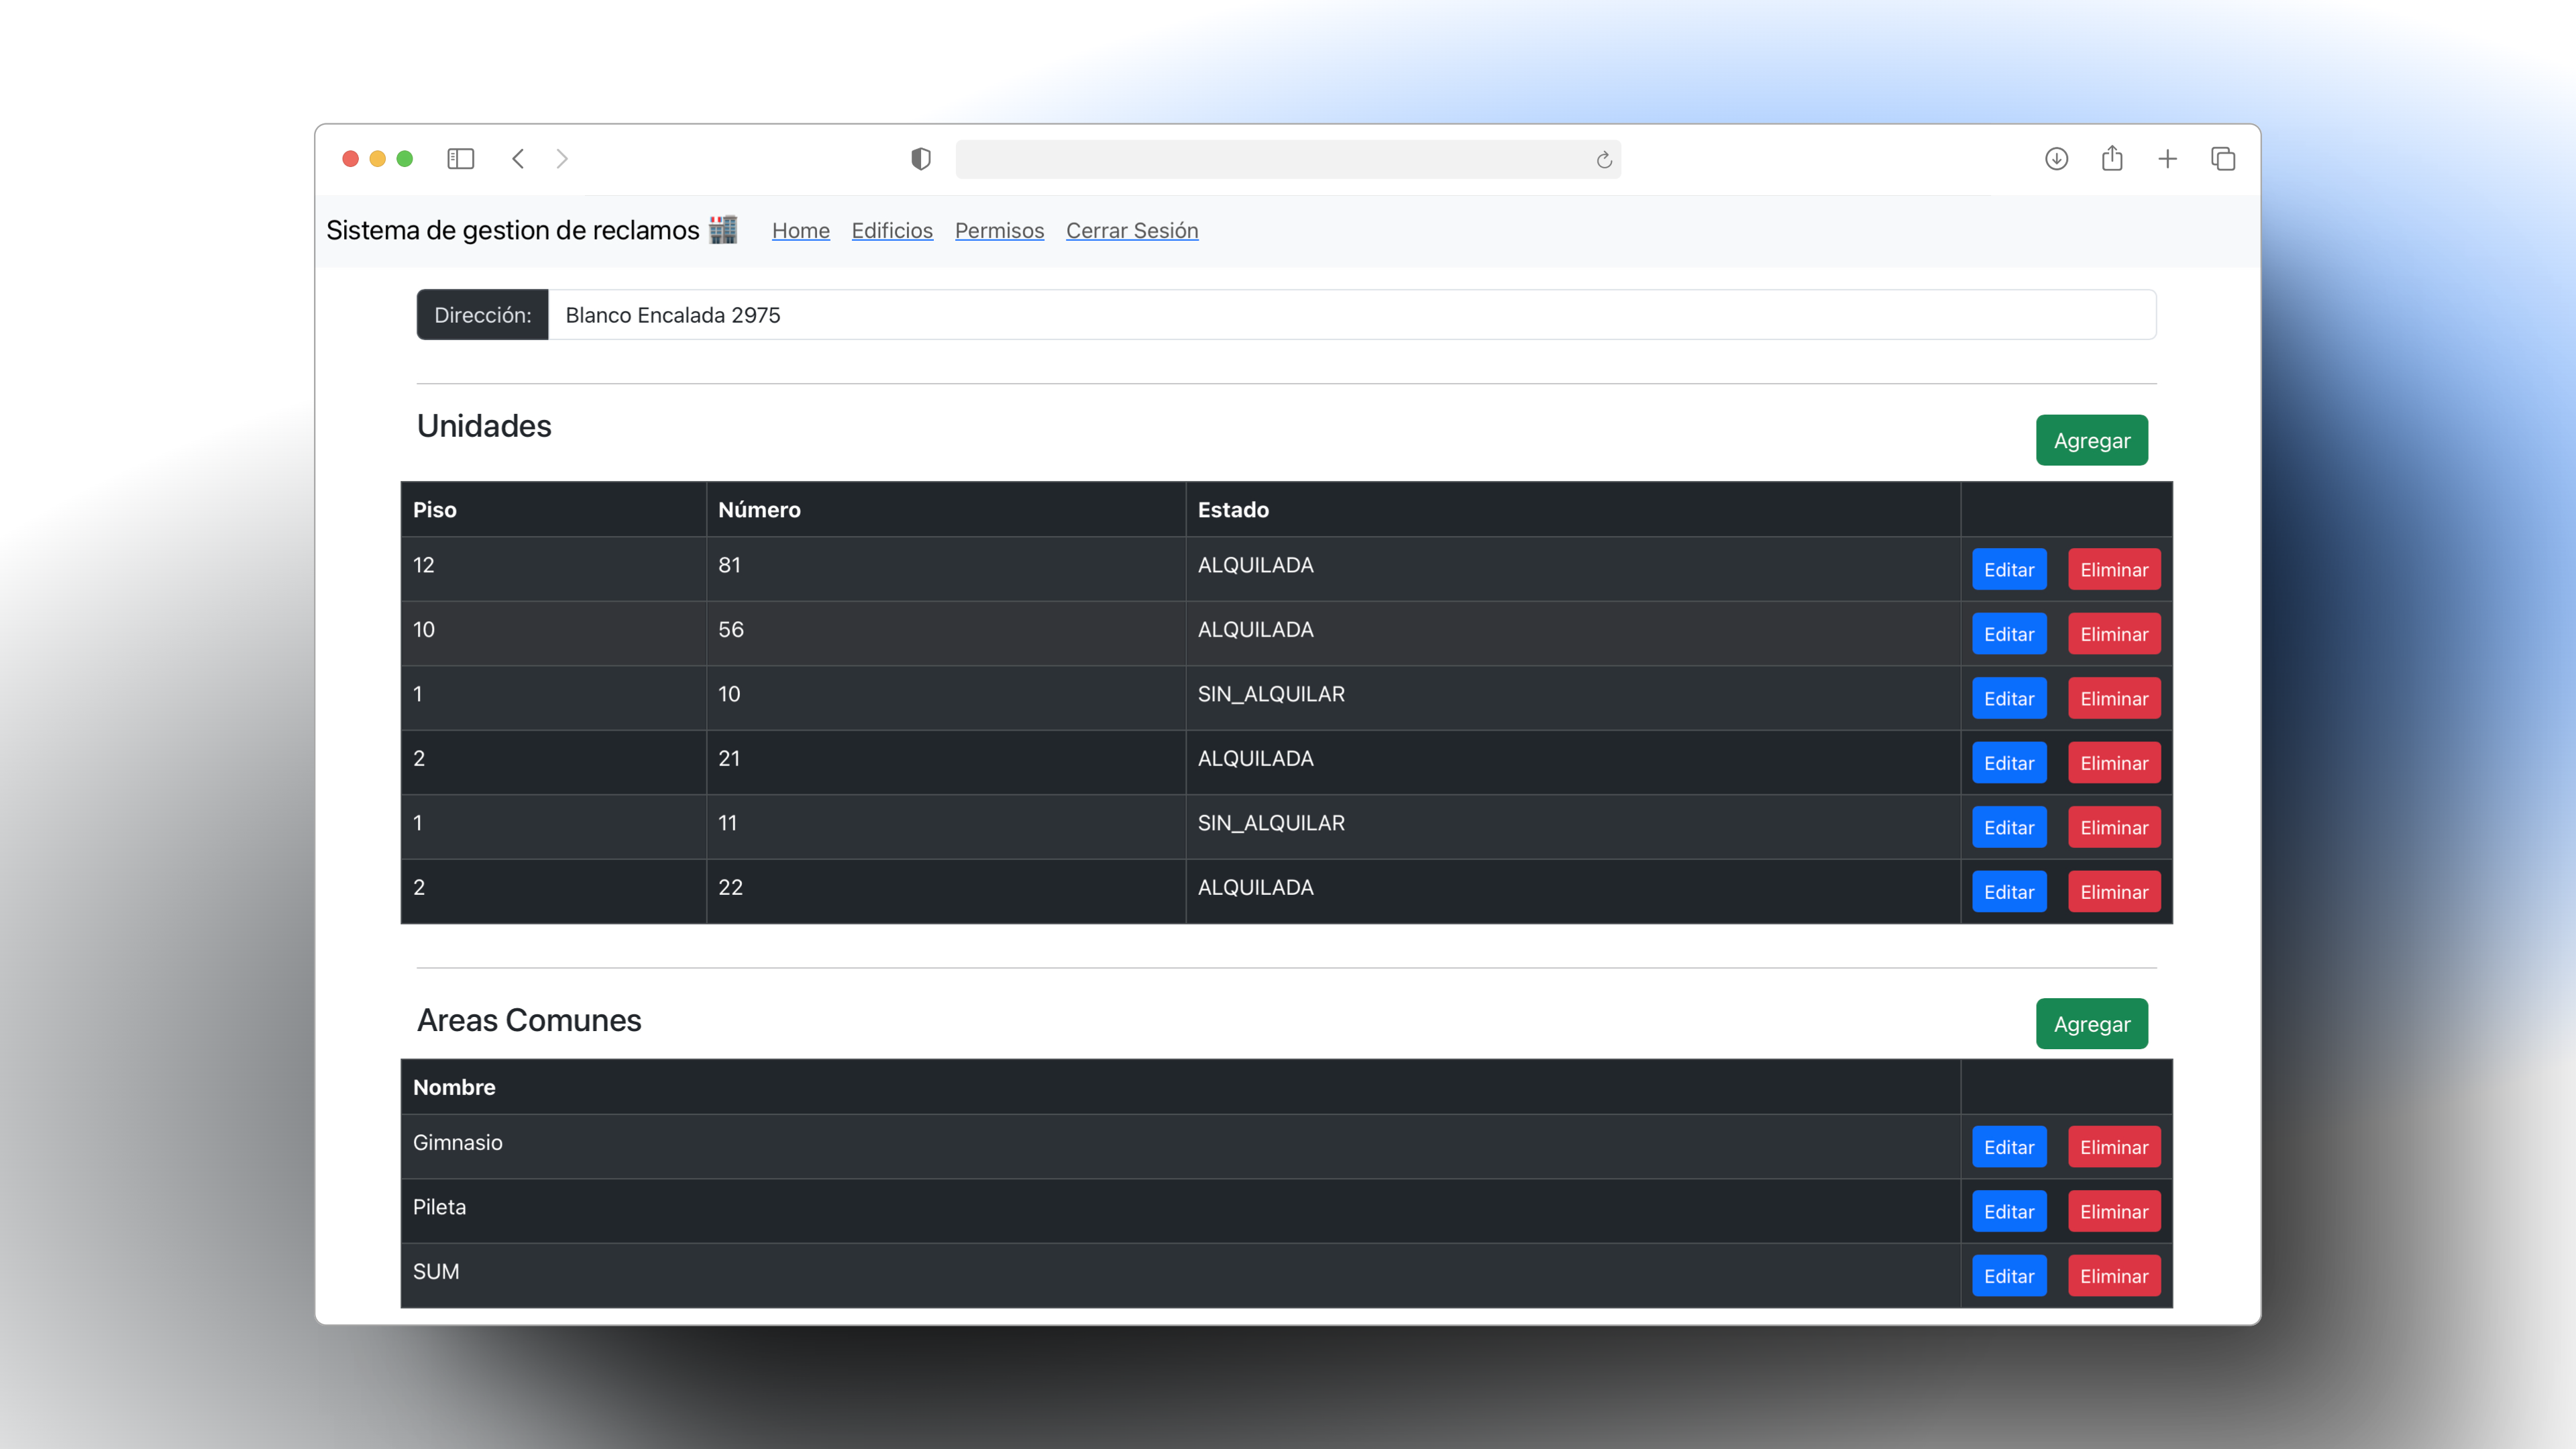 Sistema de gestion de reclamos Home Edificios Permisos Cerrar Sesión
Dirección: Blanco Encalada 2975
Unidades
Agregar
Piso Número Estado
12 81 ALQUILADA Editar Eliminar
10 56 ALQUILADA Editar Eliminar
1 10 SIN_ALQUILAR Editar Eliminar
2 21 ALQUILADA Editar Eliminar
1 11 SIN_ALQUILAR Editar Eliminar
2 22 ALQUILADA Editar Eliminar
Areas Comunes
Agregar
Nombre
Gimnasio Editar Eliminar
Pileta Editar Eliminar
SUM Editar Eliminar